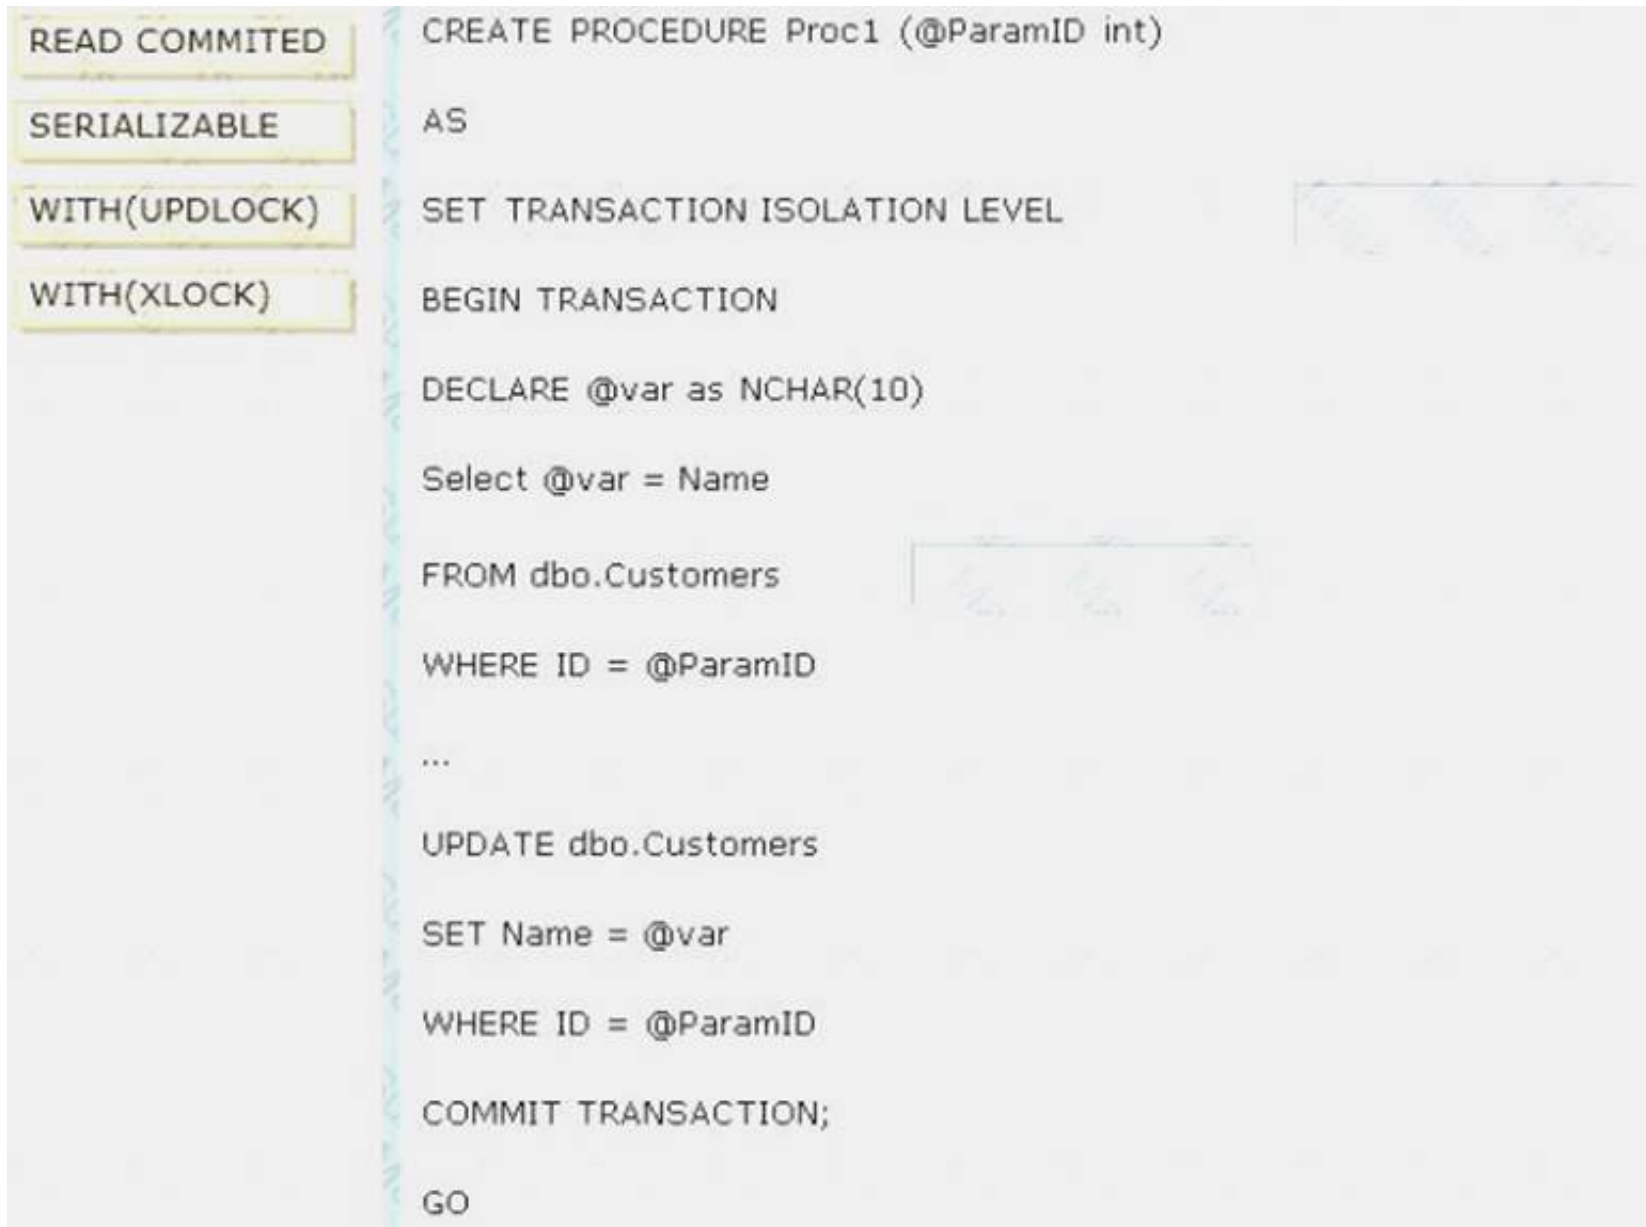 READ COMMITED
SERIALIZABLE
WITH(UPDLOCK)
WITH(XLOCK)
CREATE PROCEDURE Proc1 (@ParamID int)
AS
SET TRANSACTION ISOLATION LEVEL
BEGIN TRANSACTION
DECLARE @var as NCHAR(10)
Select @var = Name
FROM dbo.Customers
WHERE ID = @ParamID
...
UPDATE dbo.Customers
SET Name = @var
WHERE ID = @ParamID
COMMIT TRANSACTION;
GO